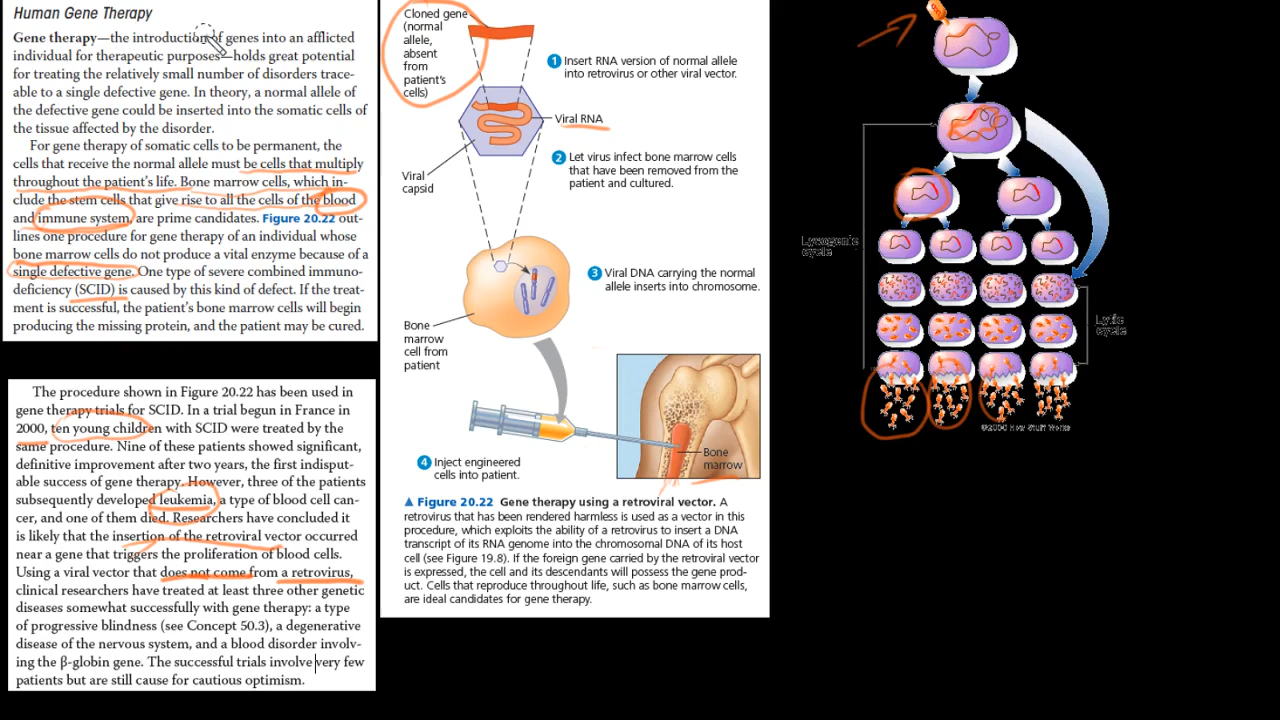 Human Gene Therapy
Gene therapy—the introduction of genes into an afflicted
individual for therapeutic purposes—holds great potential
for treating the relatively small number of disorders trace-
able to a single defective gene. In theory, a normal allele of
the defective gene could be inserted into the somatic cells of
the tissue affected by the disorder.
For gene therapy of somatic cells to be permanent, the
cells that receive the normal allele must be cells that multiply
throughout the patient's life. Bone marrow cells, which in-
clude the stem cells that give rise to all the cells of the blood
and immune system, are prime candidates. Figure 20.22 out-
lines one procedure for gene therapy of an individual whose
bone marrow cells do not produce a vital enzyme because of a
single defective gene. One type of severe combined immuno-
deficiency (SCID) is caused by this kind of defect. If the treat-
ment is successful, the patient's bone marrow cells will begin
producing the missing protein, and the patient may be cured.
The procedure shown in Figure 20.22 has been used in
gene therapy trials for SCID. In a trial begun in France in
2000, ten young children with SCID were treated by the
same procedure. Nine of these patients showed significant,
definitive improvement after two years, the first indisput-
able success of gene therapy. However, three of the patients
subsequently developed leukemia, a type of blood cell can-
cer, and one of them died. Researchers have concluded it
is likely that the insertion of the retroviral vector occurred
near a gene that triggers the proliferation of blood cells.
Using a viral vector that does not come from a retrovirus,
clinical researchers have treated at least three other genetic
diseases somewhat successfully with gene therapy: a type
of progressive blindness (see Concept 50.3), a degenerative
disease of the nervous system, and a blood disorder involv-
ing the β-globin gene. The successful trials involve very few
patients but are still cause for cautious optimism.
Cloned gene
(normal
allele,
absent
from
patient's
cells)
1 Insert RNA version of normal allele
into retrovirus or other viral vector.
Viral RNA
Viral
capsid
2 Let virus infect bone marrow cells
that have been removed from the
patient and cultured.
3 Viral DNA carrying the normal
allele inserts into chromosome.
Bone
marrow
cell from
patient
4 Inject engineered
cells into patient.
Bone
marrow
▲ Figure 20.22 Gene therapy using a retroviral vector. A
retrovirus that has been rendered harmless is used as a vector in this
procedure, which exploits the ability of a retrovirus to insert a DNA
transcript of its RNA genome into the chromosomal DNA of its host
cell (see Figure 19.8). If the foreign gene carried by the retroviral vector
is expressed, the cell and its descendants will possess the gene prod-
uct. Cells that reproduce throughout life, such as bone marrow cells,
are ideal candidates for gene therapy.
Lysogenic
cycle
Lytic
cycle
©2000 How Stuff Works